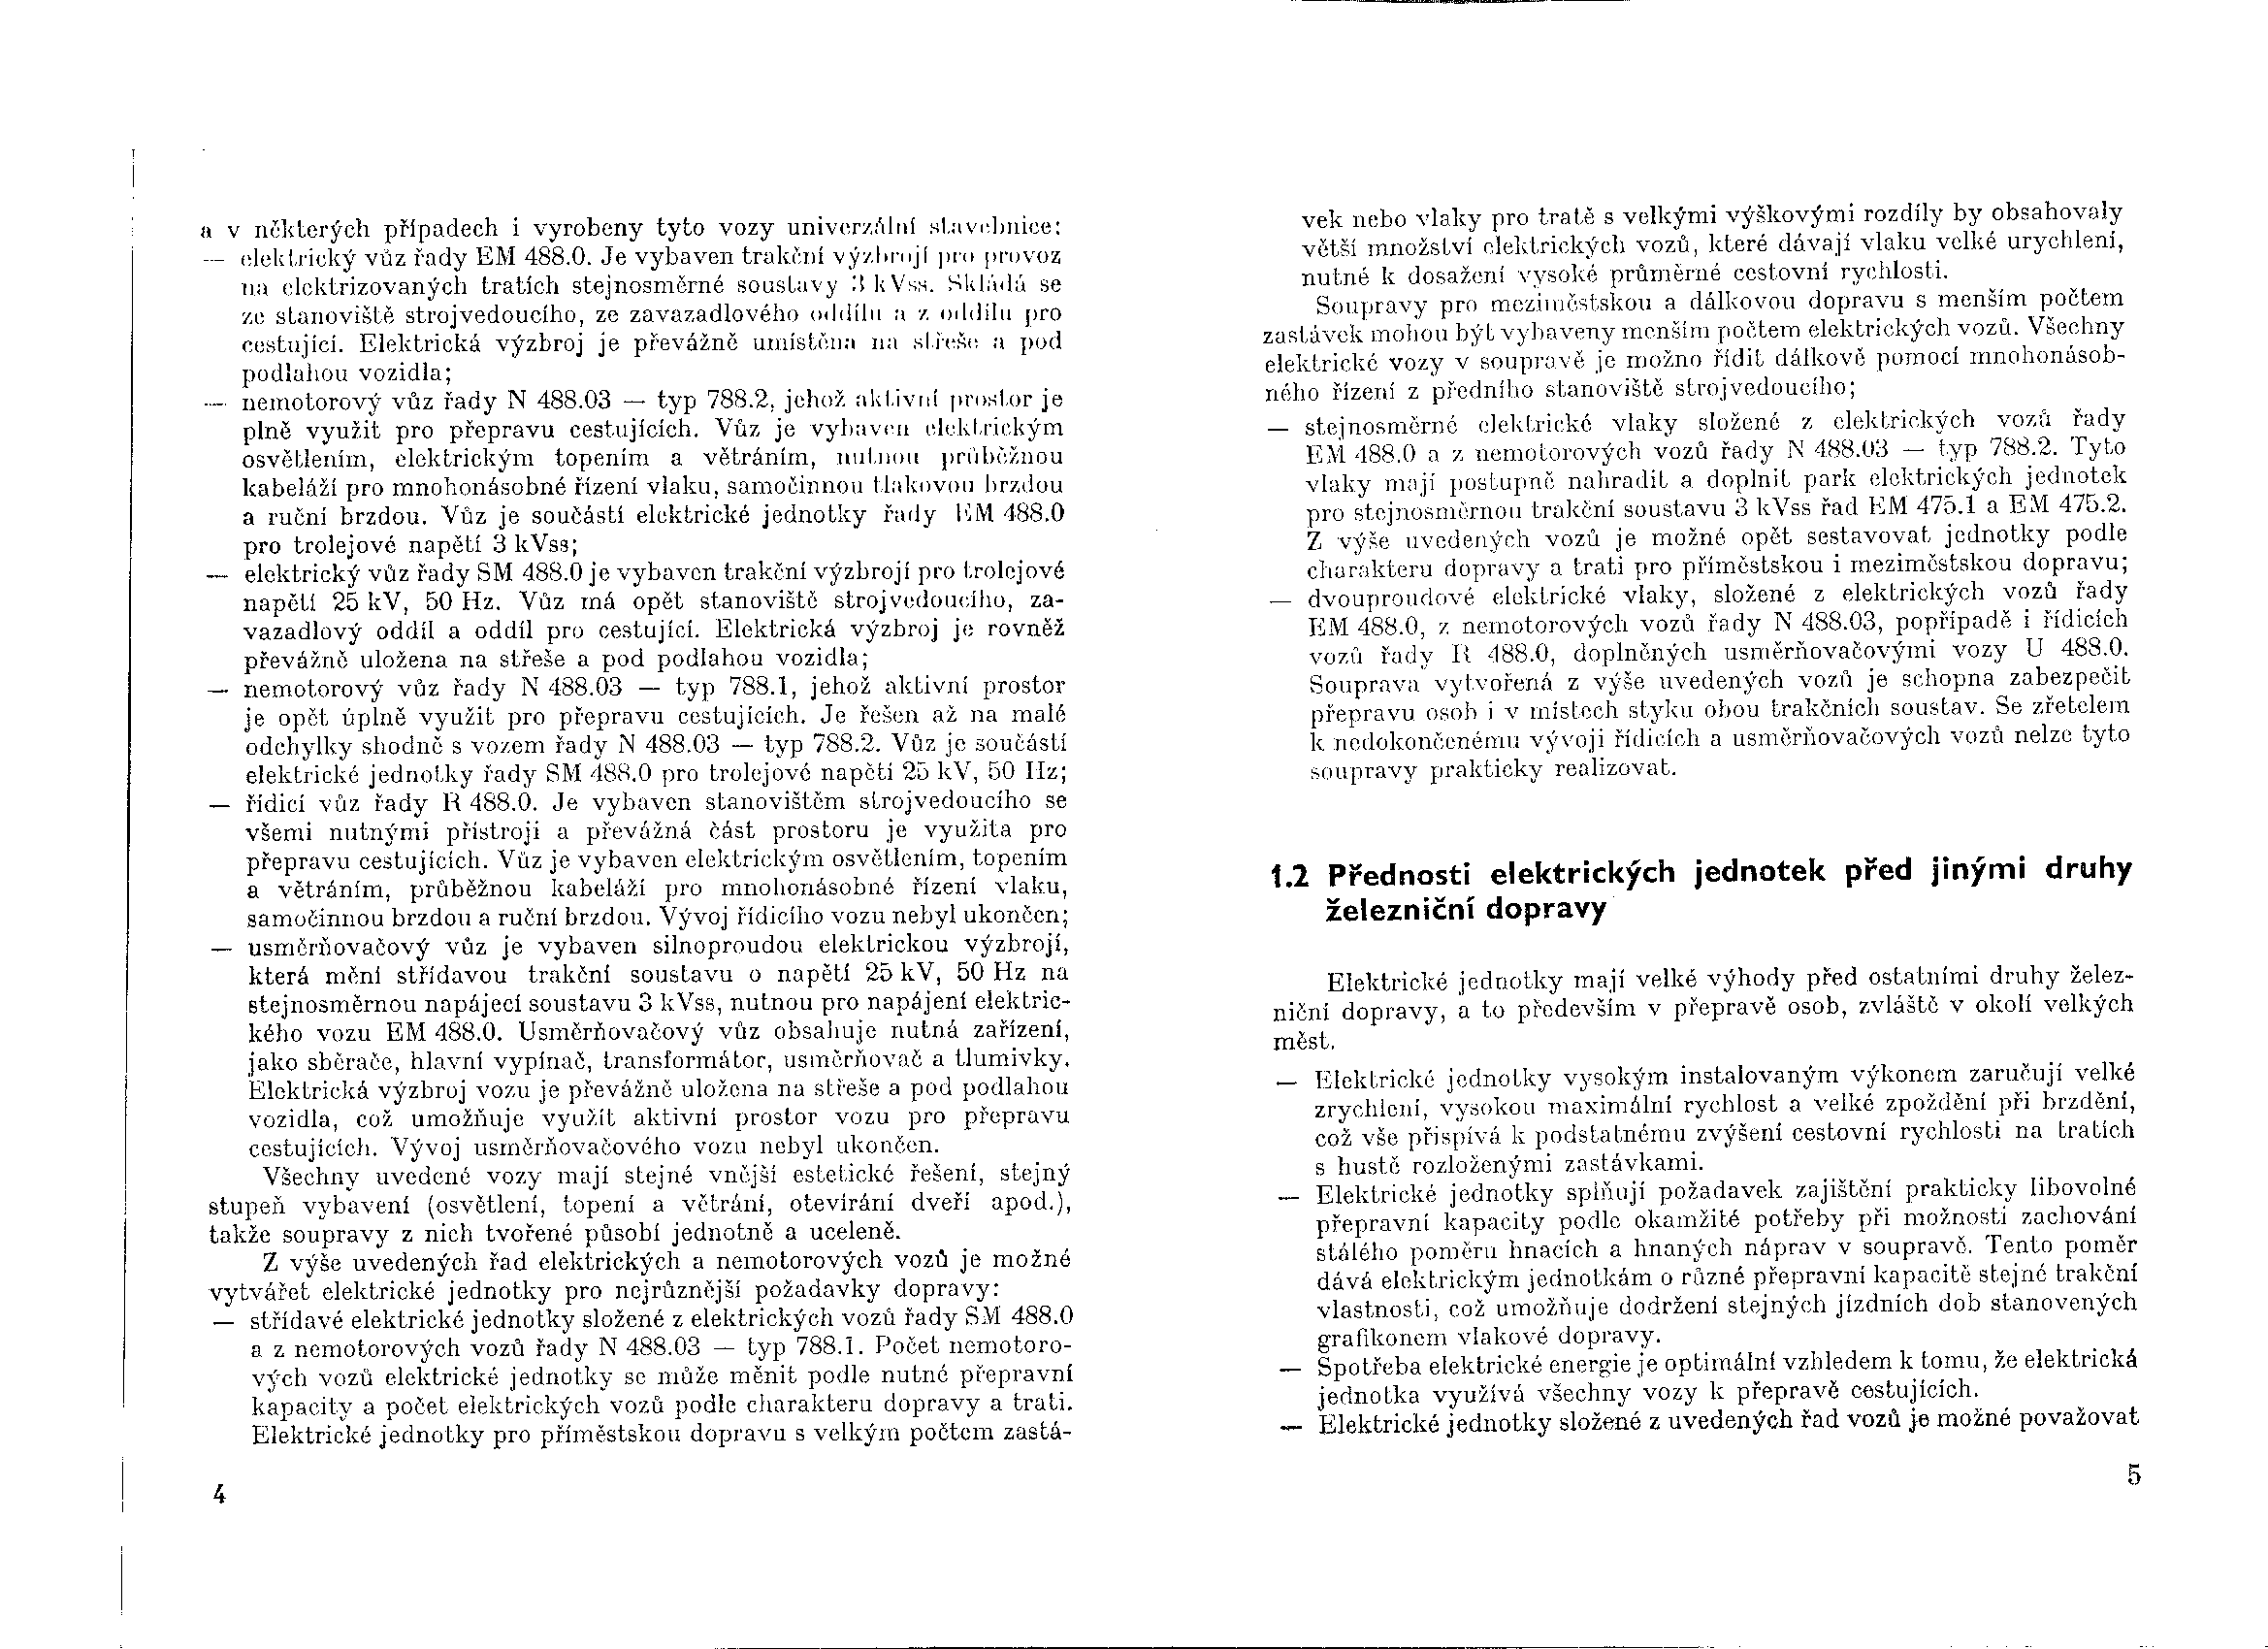 a v některých případech i vyrobeny tyto vozy univerzální stavebnice:
— elektrický vůz řady EM 488.0. Je vybaven trakční výzbrojí pro provoz
na elektrizovaných tratích stejnosměrné soustavy 3 kVss. Skládá se
ze stanoviště strojvedoucího, ze zavazadlového oddílu a z oddílu pro
cestující. Elektrická výzbroj je převážně umístěna na střeše a pod
podlahou vozidla;
— nemotorový vůz řady N 488.03 — typ 788.2, jehož aktivní prostor je
plně využit pro přepravu cestujících. Vůz je vybaven elektrickým
osvětlením, elektrickým topením a větráním, nutnou průběžnou
kabeláží pro mnohonásobné řízení vlaku, samočinnou tlakovou brzdou
a ruční brzdou. Vůz je součástí elektrické jednotky řady EM 488.0
pro trolejové napětí 3 kVss;
— elektrický vůz řady SM 488.0 je vybaven trakční výzbrojí pro trolejové
napětí 25 kV, 50 Hz. Vůz má opět stanoviště strojvedoucího, za-
vazadlový oddíl a oddíl pro cestující. Elektrická výzbroj je rovněž
převážně uložena na střeše a pod podlahou vozidla;
— nemotorový vůz řady N 488.03 — typ 788.1, jehož aktivní prostor
je opět úplně využit pro přepravu cestujících. Je řešen až na malé
odchylky shodně s vozem řady N 488.03 — typ 788.2. Vůz je součástí
elektrické jednotky řady SM 488.0 pro trolejové napětí 25 kV, 50 Hz;
— řídicí vůz řady R 488.0. Je vybaven stanovištěm strojvedoucího se
všemi nutnými přístroji a převážná část prostoru je využita pro
přepravu cestujících. Vůz je vybaven elektrickým osvětlením, topením
a větráním, průběžnou kabeláží pro mnohonásobné řízení vlaku,
samočinnou brzdou a ruční brzdou. Vývoj řídicího vozu nebyl ukončen;
— usměrňovačový vůz je vybaven silnoproudou elektrickou výzbrojí,
která mění střídavou trakční soustavu o napětí 25 kV, 50 Hz na
stejnosměrnou napájecí soustavu 3 kVss, nutnou pro napájení elektric-
kého vozu EM 488.0. Usměrňovačový vůz obsahuje nutná zařízení,
jako sběrače, hlavní vypínač, transformátor, usměrňovač a tlumivky.
Elektrická výzbroj vozu je převážně uložena na střeše a pod podlahou
vozidla, což umožňuje využít aktivní prostor vozu pro přepravu
cestujících. Vývoj usměrňovačového vozu nebyl ukončen.
Všechny uvedené vozy mají stejné vnější estetické řešení, stejný
stupeň vybavení (osvětlení, topení a větrání, otevírání dveří apod.),
takže soupravy z nich tvořené působí jednotně a uceleně.
Z výše uvedených řad elektrických a nemotorových vozů je možné
vytvářet elektrické jednotky pro nejrůznější požadavky dopravy:
— střídavé elektrické jednotky složené z elektrických vozů řady SM 488.0
a z nemotorových vozů řady N 488.03 — typ 788.1. Počet nemotoro-
vých vozů elektrické jednotky se může měnit podle nutné přepravní
kapacity a počet elektrických vozů podle charakteru dopravy a trati.
Elektrické jednotky pro příměstskou dopravu s velkým počtem zastá-
4
vek nebo vlaky pro tratě s velkými výškovými rozdíly by obsahovaly
větší množství elektrických vozů, které dávají vlaku velké urychlení,
nutné k dosažení vysoké průměrné cestovní rychlosti.
Soupravy pro meziměstskou a dálkovou dopravu s menším počtem
zastávek mohou být vybaveny menším počtem elektrických vozů. Všechny
elektrické vozy v soupravě je možno řídit dálkově pomocí mnohonásob-
ného řízení z předního stanoviště strojvedoucího;
— stejnosměrné elektrické vlaky složené z elektrických vozů řady
EM 488.0 a z nemotorových vozů řady N 488.03 — typ 788.2. Tyto
vlaky mají postupně nahradit a doplnit park elektrických jednotek
pro stejnosměrnou trakční soustavu 3 kVss řad EM 475.1 a EM 475.2.
Z výše uvedených vozů je možné opět sestavovat jednotky podle
charakteru dopravy a trati pro příměstskou i meziměstskou dopravu;
— dvouproudové elektrické vlaky, složené z elektrických vozů řady
EM 488.0, z nemotorových vozů řady N 488.03, popřípadě i řídicích
vozů řady R 488.0, doplněných usměrňovačovými vozy U 488.0.
Souprava vytvořená z výše uvedených vozů je schopna zabezpečit
přepravu osob i v místech styku obou trakčních soustav. Se zřetelem
k nedokončenému vývoji řídicích a usměrňovačových vozů nelze tyto
soupravy prakticky realizovat.
1.2 Přednosti elektrických jednotek před jinými druhy
železniční dopravy
Elektrické jednotky mají velké výhody před ostatními druhy želez-
niční dopravy, a to především v přepravě osob, zvláště v okolí velkých
měst.
— Elektrické jednotky vysokým instalovaným výkonem zaručují velké
zrychlení, vysokou maximální rychlost a velké zpoždění při brzdění,
což vše přispívá k podstatnému zvýšení cestovní rychlosti na tratích
s hustě rozloženými zastávkami.
— Elektrické jednotky splňují požadavek zajištění prakticky libovolné
přepravní kapacity podle okamžité potřeby při možnosti zachování
stálého poměru hnacích a hnaných náprav v soupravě. Tento poměr
dává elektrickým jednotkám o různé přepravní kapacitě stejné trakční
vlastnosti, což umožňuje dodržení stejných jízdních dob stanovených
grafikonem vlakové dopravy.
— Spotřeba elektrické energie je optimální vzhledem k tomu, že elektrická
jednotka využívá všechny vozy k přepravě cestujících.
— Elektrické jednotky složené z uvedených řad vozů je možné považovat
5